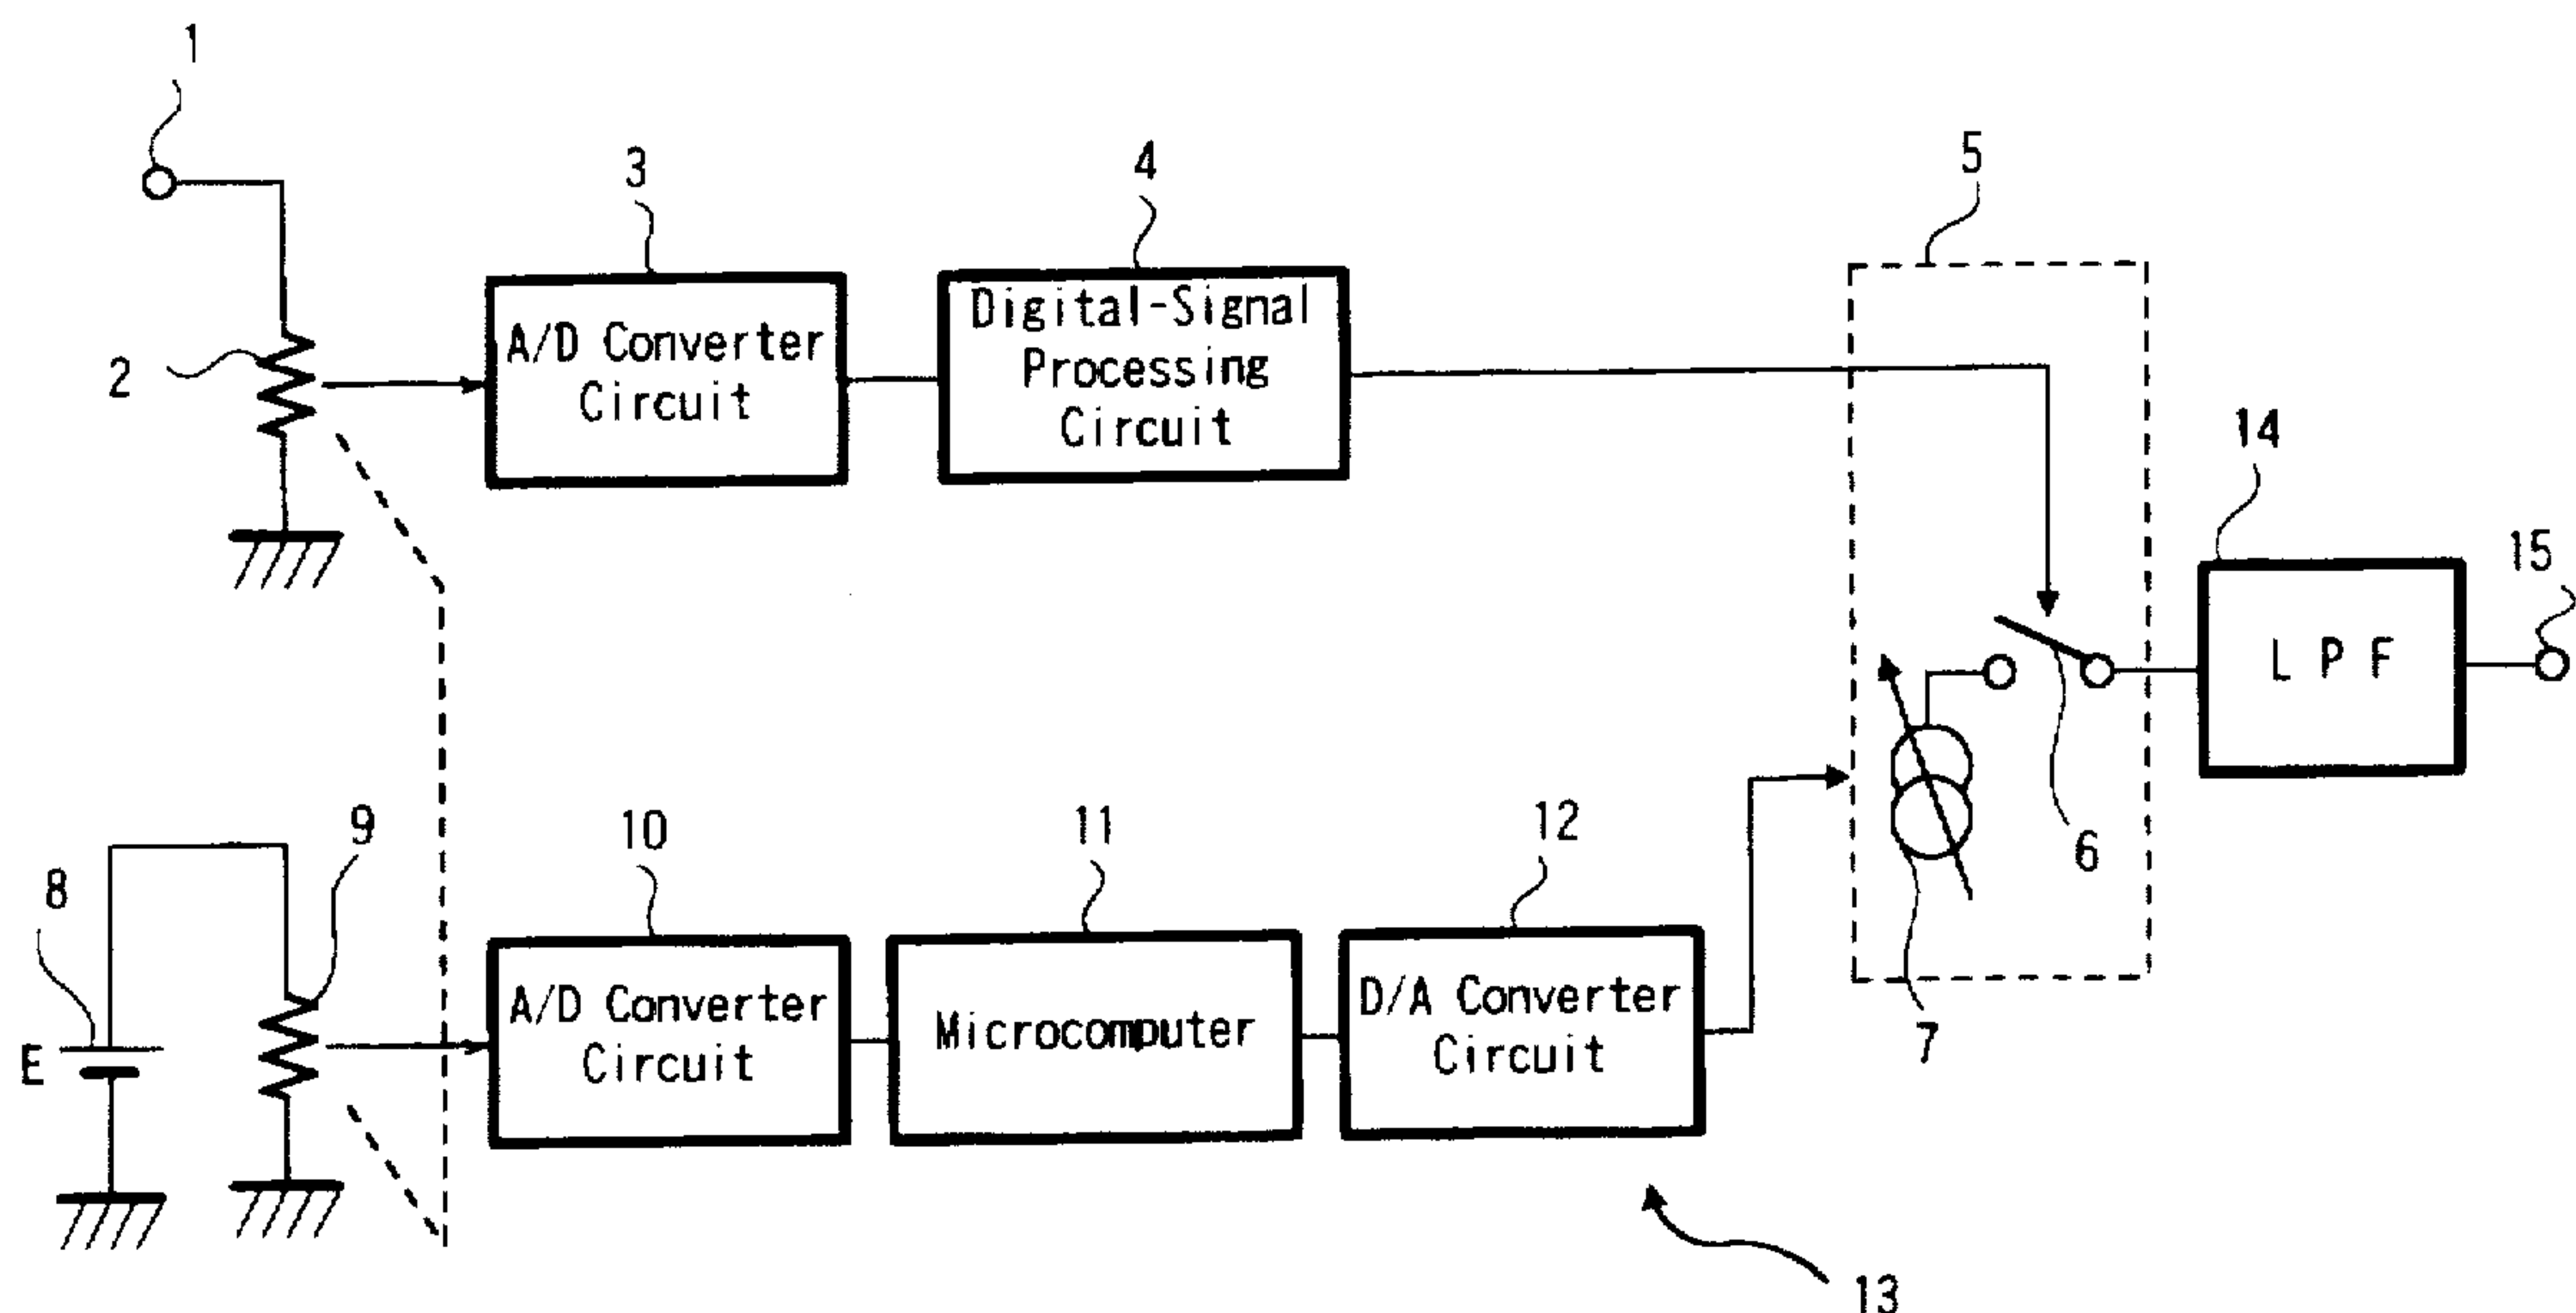 1
2
3
A/D Converter
Circuit
4
Digital-Signal
Processing
Circuit
5
6
7
14
L P F
15
8
E
9
10
A/D Converter
Circuit
11
Microcomputer
12
D/A Converter
Circuit
13